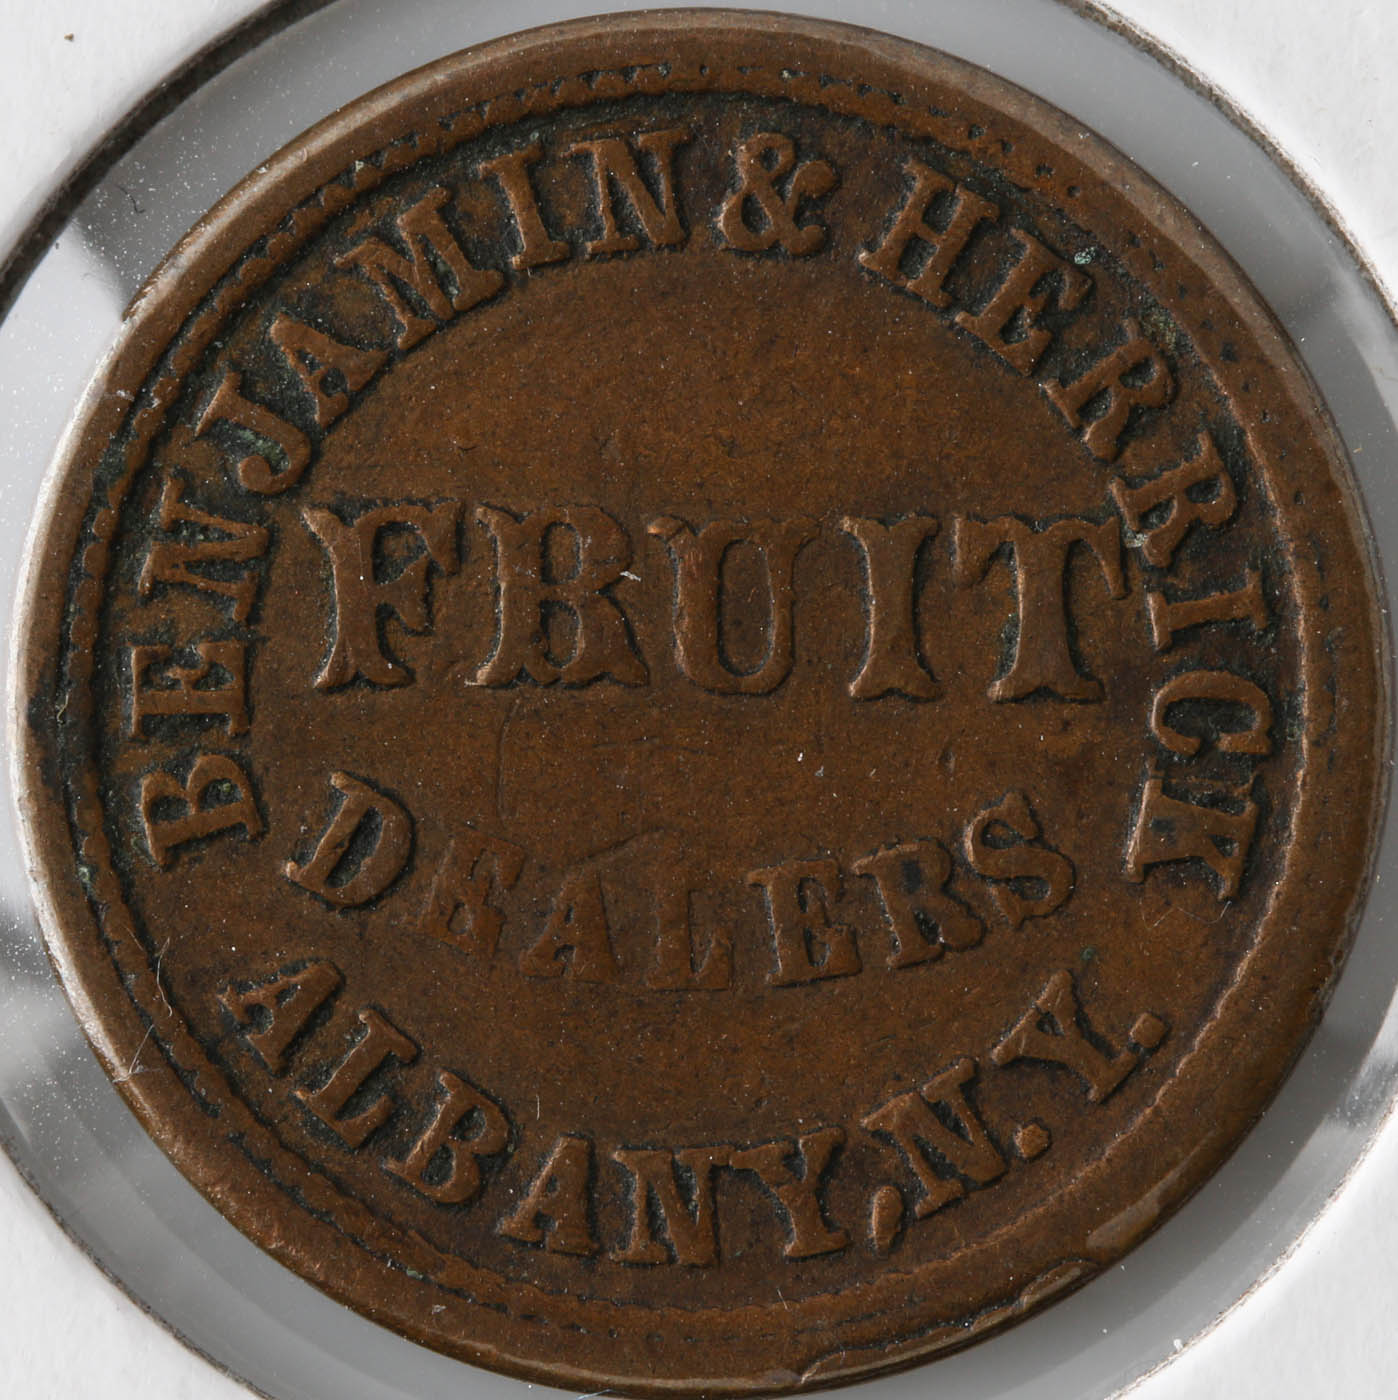 BENJAMIN & HERRICK
FRUIT
DEALERS
ALBANY, N.Y.